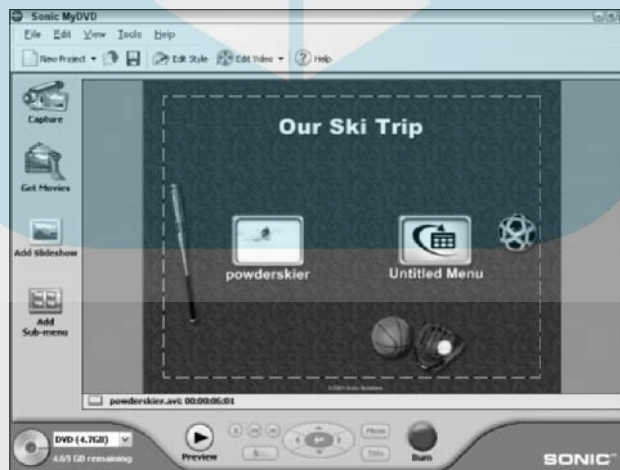 Sonic MyDVD
File Edit View Tools Help
New Project Edit Style Edit Video Help
Capture
Our Ski Trip
Get Movies
Add Slideshow
powderskier Untitled Menu
Add
Sub-menu
powderskier.avi: 00:00:06:01
DVD (4.7GB)
4.69 GB remaining
Preview
Menu
Title
Burn
SONIC